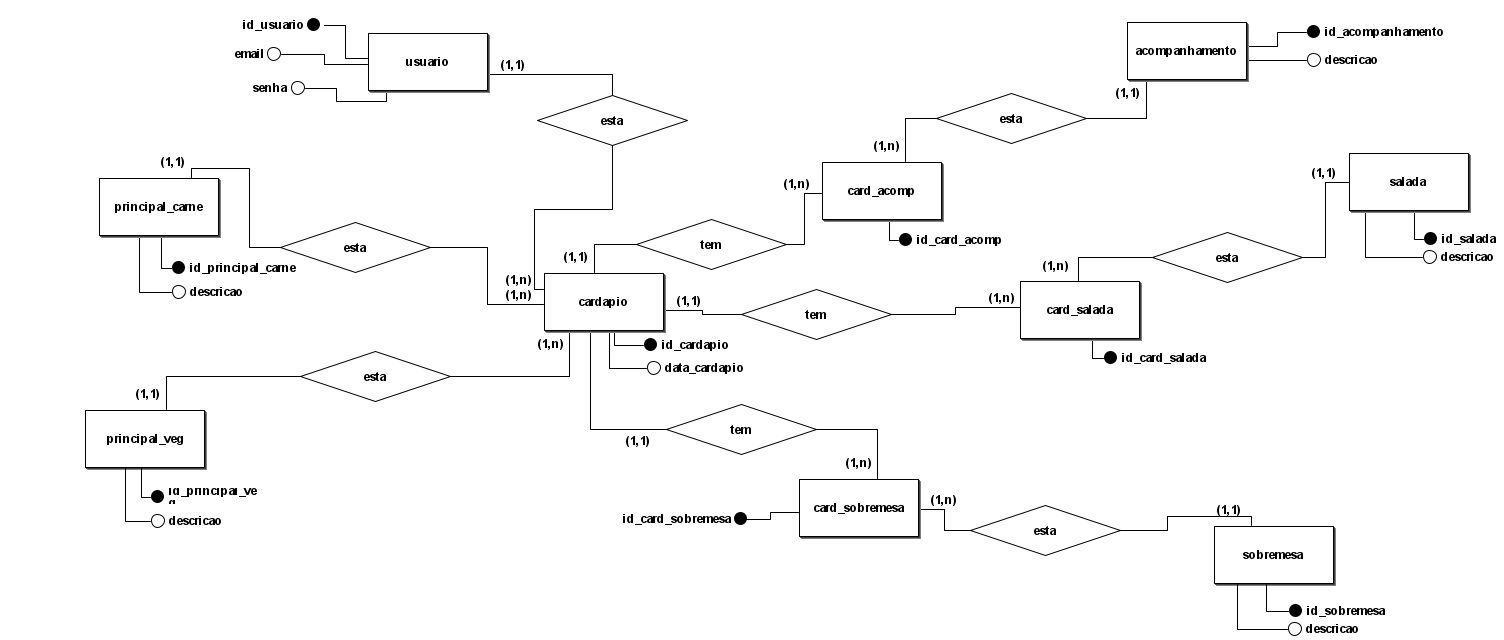 id_usuario
email
senha
usuario
(1,1)
esta
acompanhamento
id_acompanhamento
descricao
(1,1)
esta
(1,n)
card_acomp
id_card_acomp
(1,n)
tem
(1,1)
(1,1)
principal_carne
id_principal_carne
descricao
esta
(1,n)
(1,n)
cardapio
id_cardapio
data_cardapio
(1,1)
tem
(1,n)
card_salada
id_card_salada
(1,n)
esta
(1,1)
salada
id_salada
descricao
(1,n)
esta
(1,1)
principal_veg
id_principal_ve
g
descricao
(1,1)
tem
(1,n)
card_sobremesa
id_card_sobremesa
(1,n)
esta
(1,1)
sobremesa
id_sobremesa
descricao